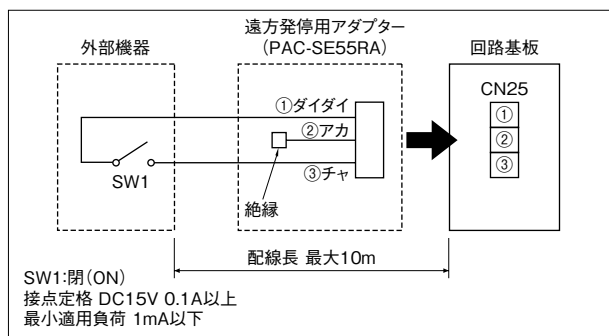 外部機器
遠方発停用アダプター
(PAC-SE55RA)
回路基板
CN25
①ダイダイ
②アカ
③チャ
①
②
③
SW1
絶縁
配線長 最大10m
SW1:閉(ON)
接点定格 DC15V 0.1A以上
最小適用負荷 1mA以下